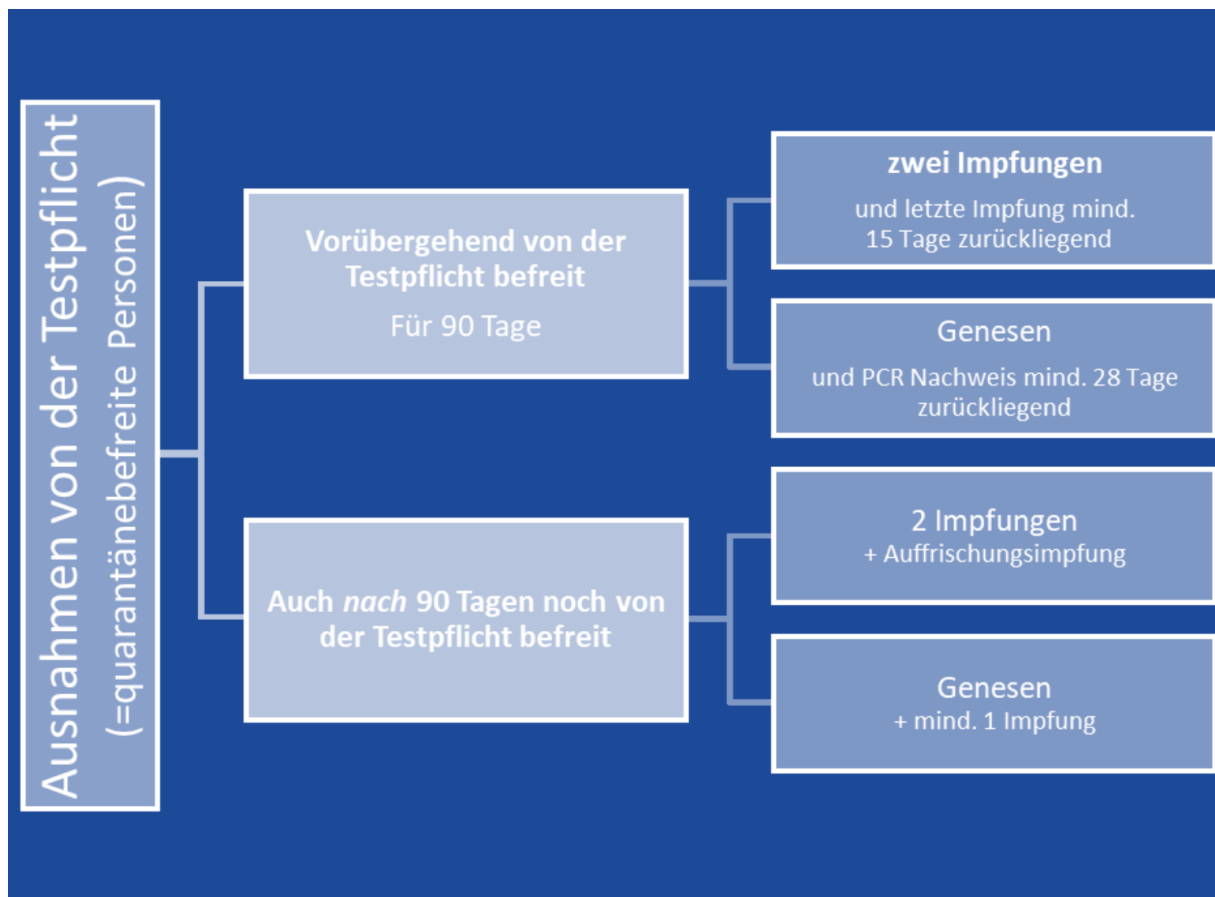 Ausnahmen von der Testpflicht
(=quarantänebefreite Personen)
Vorübergehend von der
Testpflicht befreit
Für 90 Tage
zwei Impfungen
und letzte Impfung mind.
15 Tage zurückliegend
Genesen
und PCR Nachweis mind. 28 Tage
zurückliegend
Auch nach 90 Tagen noch von
der Testpflicht befreit
2 Impfungen
+ Auffrischungsimpfung
Genesen
+ mind. 1 Impfung